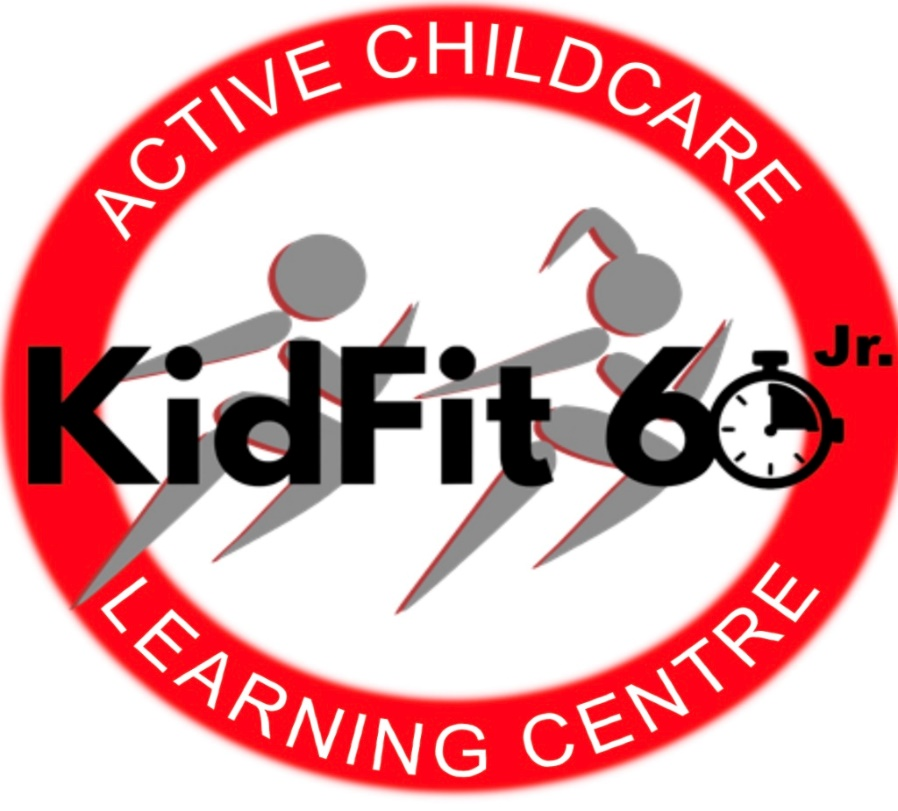 ACTIVE CHILDCARE
KidFit 60 Jr.
LEARNING CENTRE